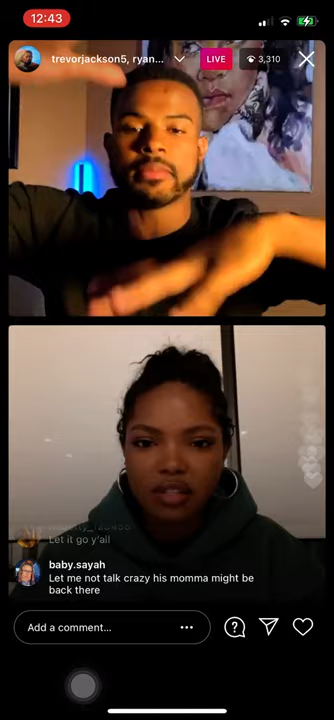 12:43
trevorjackson5, ryan...
LIVE
3,310
Let it go y'all
baby.sayah
Let me not talk crazy his momma might be
back there
Add a comment...